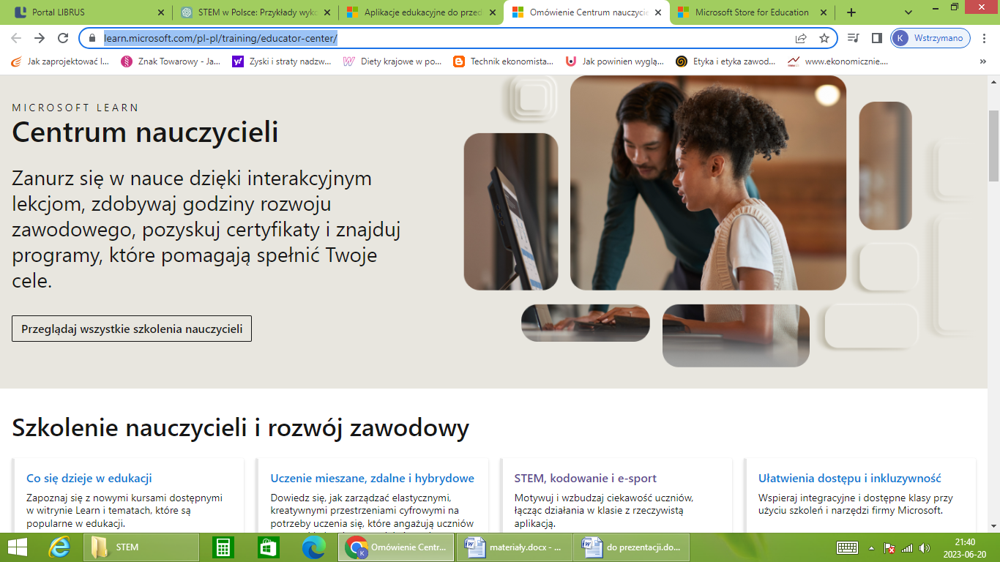 Portal LIBRUS
STEM w Polsce: Przykłady wyko
Aplikacje edukacyjne do przed
Omówienie Centrum nauczycie
Microsoft Store for Education
learn.microsoft.com/pl-pl/training/educator-center/
K Wstrzymano
Jak zaprojektować l...
Znak Towarowy - Ja...
Zyski i straty nadzw...
Diety krajowe w po...
Technik ekonomista...
Jak powinien wyglą...
Etyka i etyka zawod...
www.ekonomicznie....
MICROSOFT LEARN
Centrum nauczycieli
Zanurz się w nauce dzięki interakcyjnym
lekcjom, zdobywaj godziny rozwoju
zawodowego, pozyskuj certyfikaty i znajduj
programy, które pomagają spełnić Twoje
cele.
Przeglądaj wszystkie szkolenia nauczycieli
Szkolenie nauczycieli i rozwój zawodowy
Co się dzieje w edukacji
Zapoznaj się z nowymi kursami dostępnymi
w witrynie Learn i tematach, które są
popularne w edukacji.
Uczenie mieszane, zdalne i hybrydowe
Dowiedz się, jak zarządzać elastycznymi,
kreatywnymi przestrzeniami cyfrowymi na
potrzeby uczenia się, które angażują uczniów
STEM, kodowanie i e-sport
Motywuj i wzbudzaj ciekawość uczniów,
łącząc działania w klasie z rzeczywistą
aplikacją.
Ułatwienia dostępu i inkluzywność
Wspieraj integracyjne i dostępne klasy przy
użyciu szkoleń i narzędzi firmy Microsoft.
STEM
Omówienie Centr...
materiały.docx - ...
do prezentacji.do...
21:40
2023-06-20